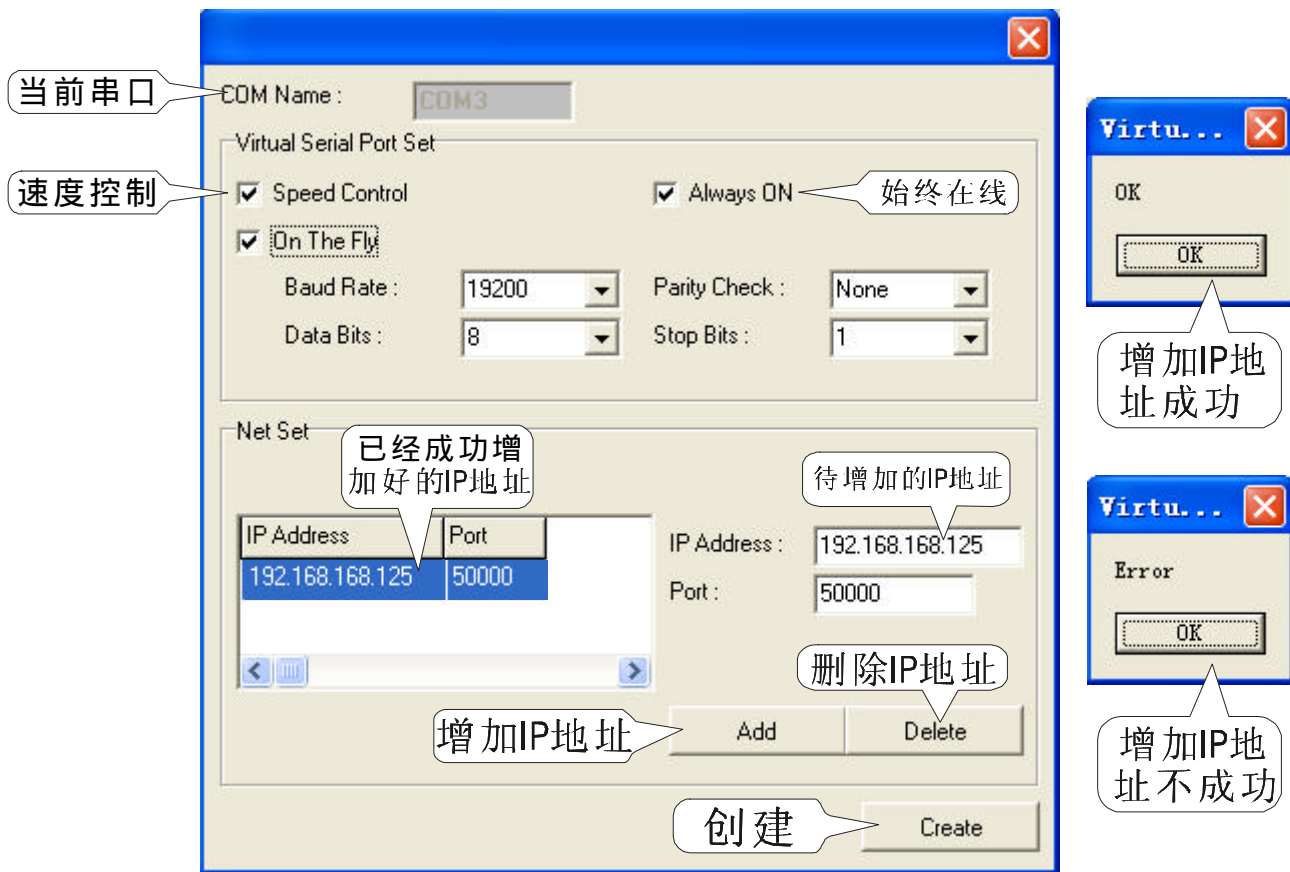 当前串口
COM Name :
COM3
Virtual Serial Port Set
速度控制
Speed Control
Always ON
始终在线
On The Fly
Baud Rate :
19200
Parity Check :
None
Data Bits :
8
Stop Bits :
1
Net Set
已经成功增
加好的IP地址
待增加的IP地址
IP Address
Port
192.168.168.125
50000
IP Address :
192.168.168.125
Port :
50000
删除IP地址
增加IP地址
Add
Delete
创建
Create
Virtu...
OK
OK
增加IP地
址成功
Virtu...
Error
OK
增加IP地
址不成功